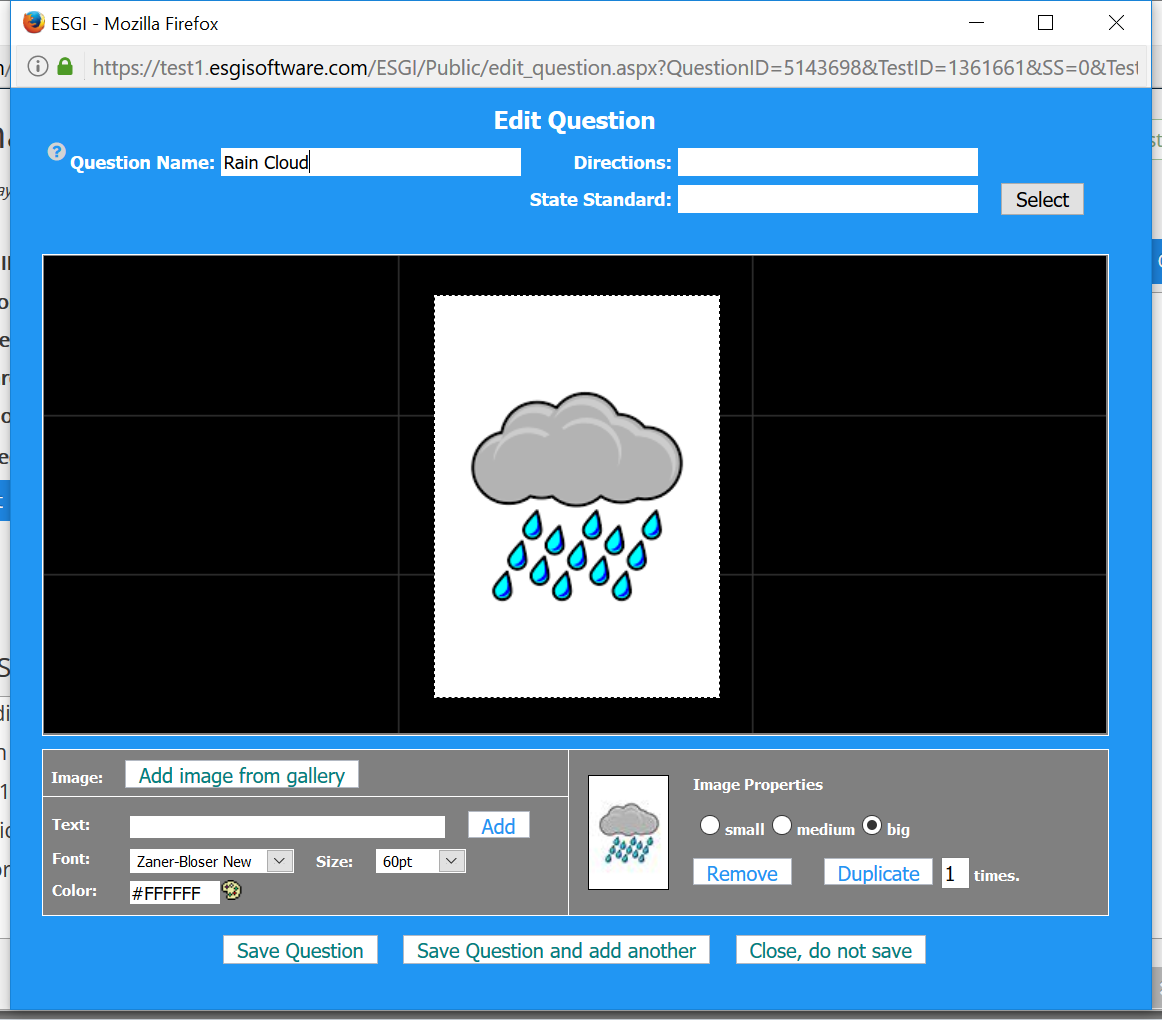 ESGI - Mozilla Firefox
https://test1.esgisoftware.com/ESGI/Public/edit_question.aspx?QuestionID=5143698&TestID=1361661&SS=0&Test
Edit Question
? Question Name: Rain Cloud Directions:
State Standard: Select
Image: Add image from gallery
Text: Add
Font: Zaner-Bloser New Size: 60pt
Color: #FFFFFF
Image Properties
small medium big
Remove Duplicate 1 times.
Save Question Save Question and add another Close, do not save